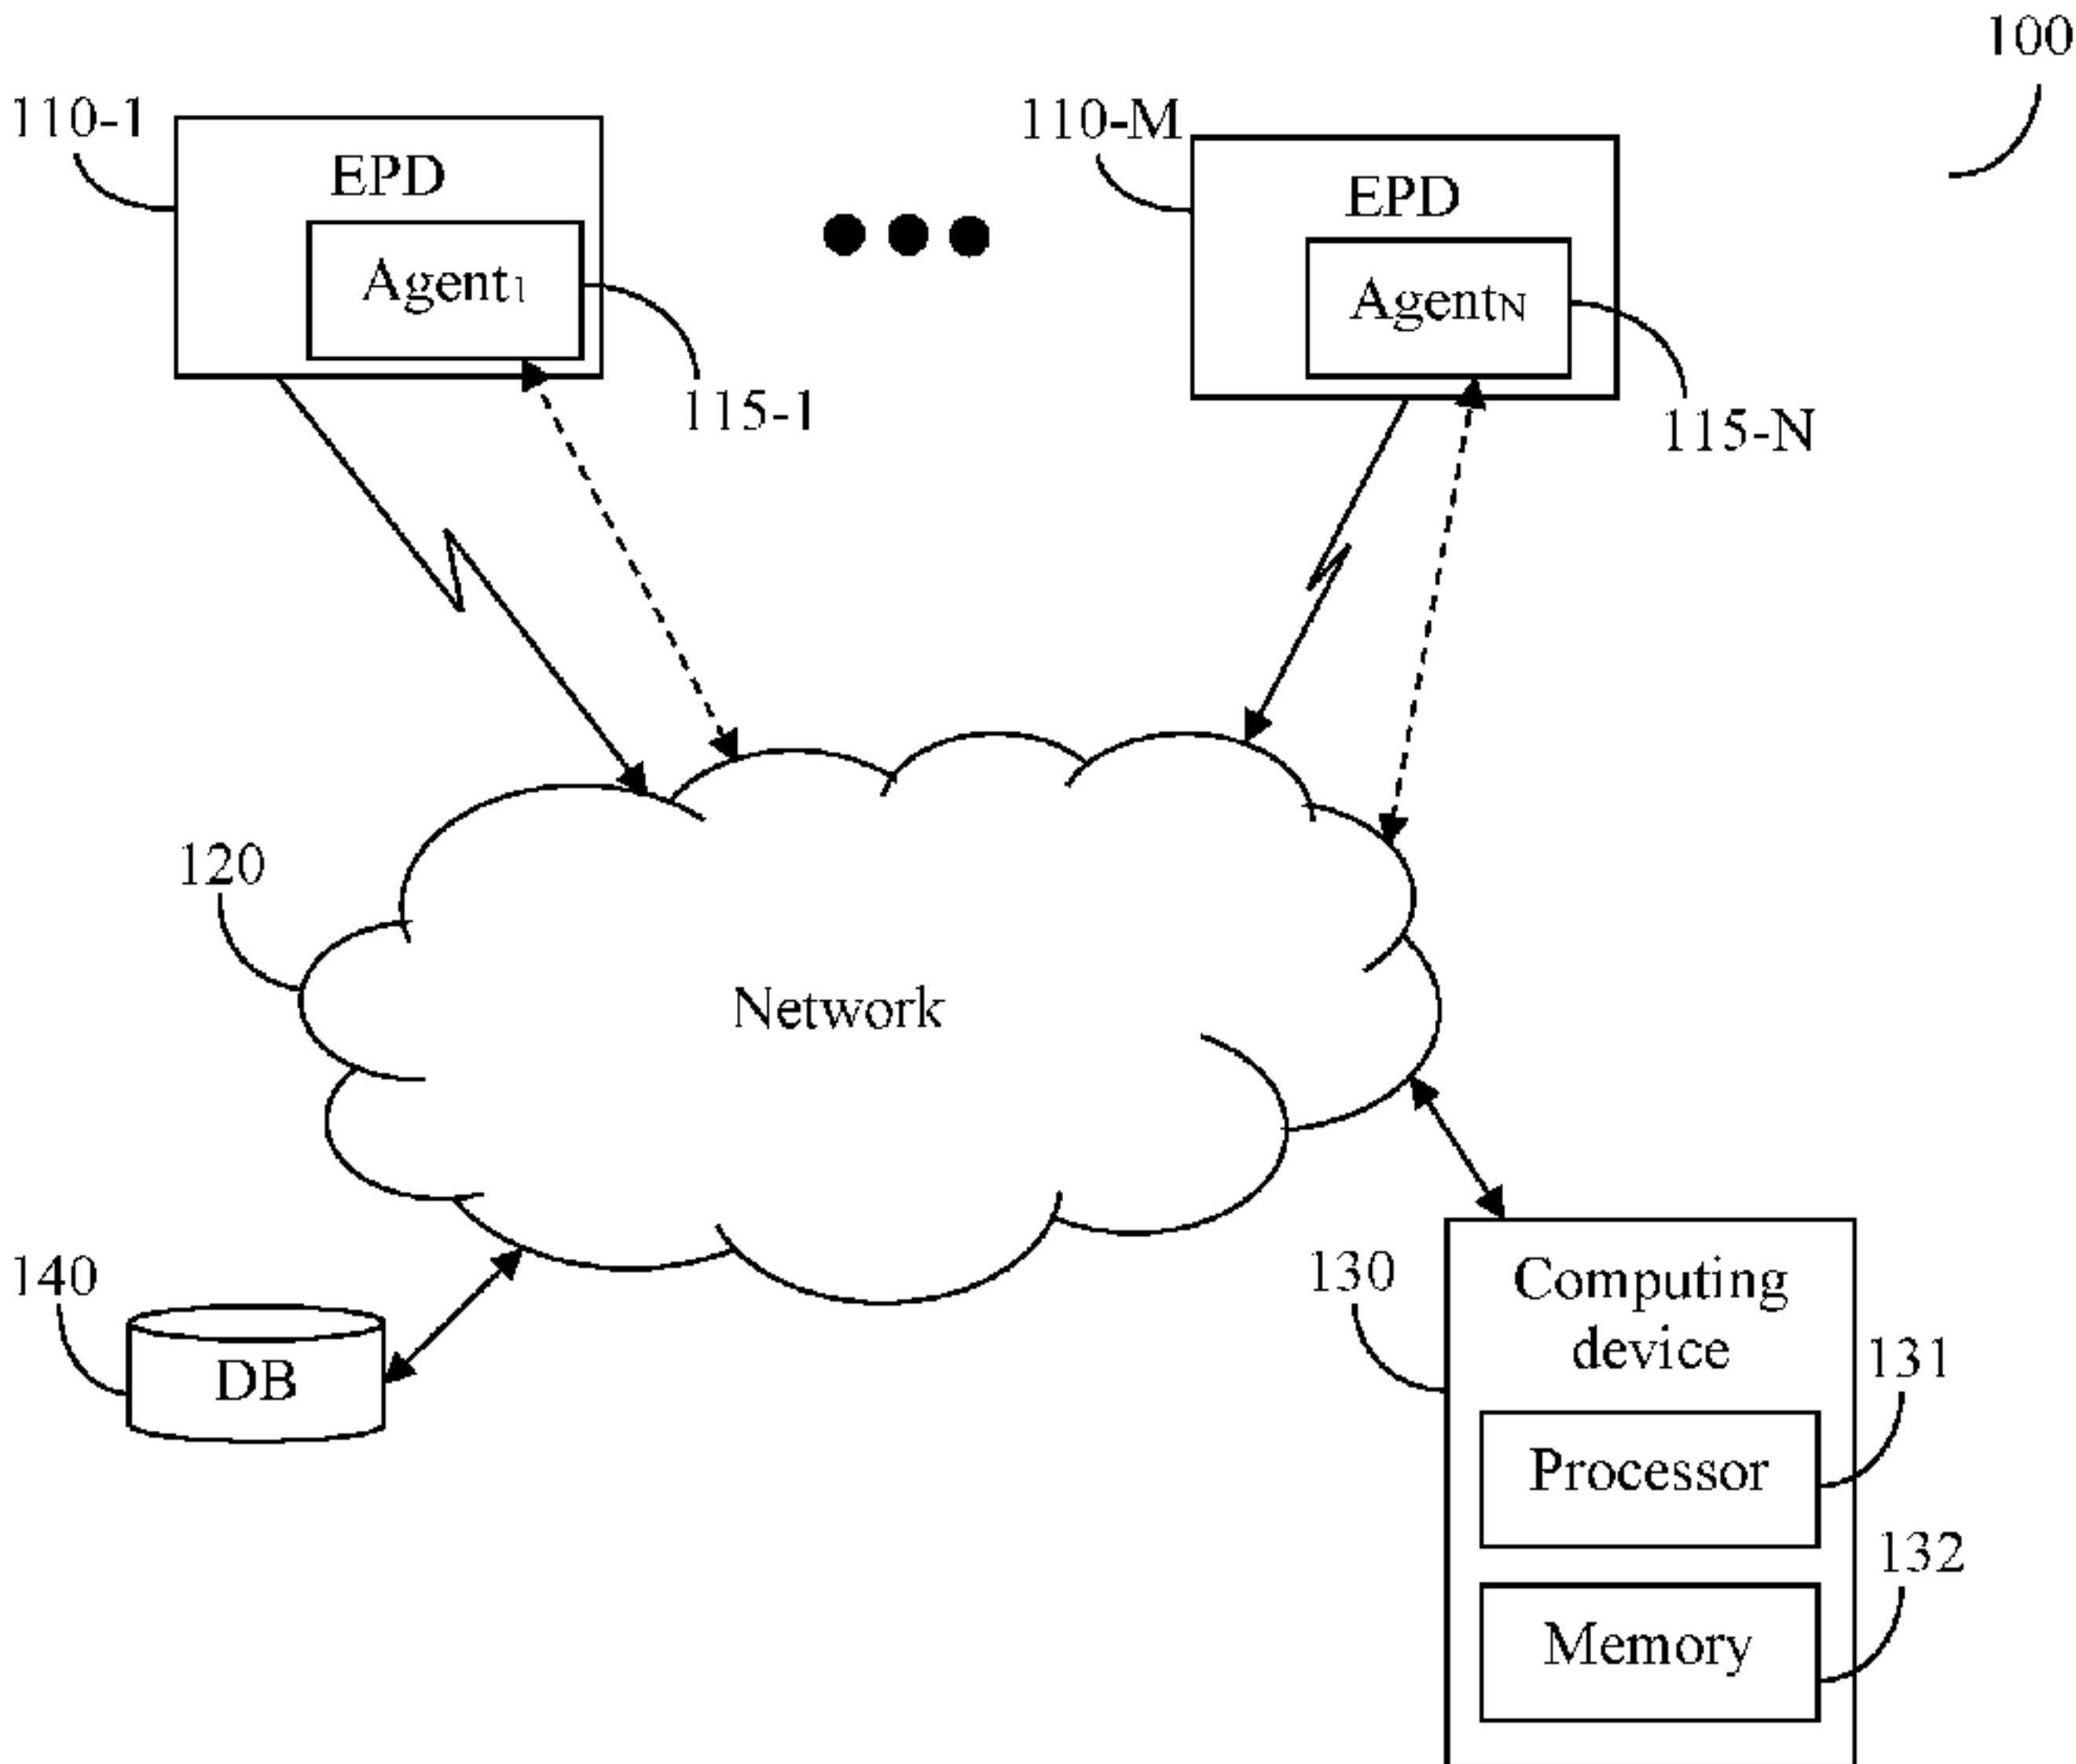 100
110-1
EPD
Agent1
115-1
110-M
EPD
AgentN
115-N
120
Network
140
DB
130
Computing
device
131
Processor
132
Memory